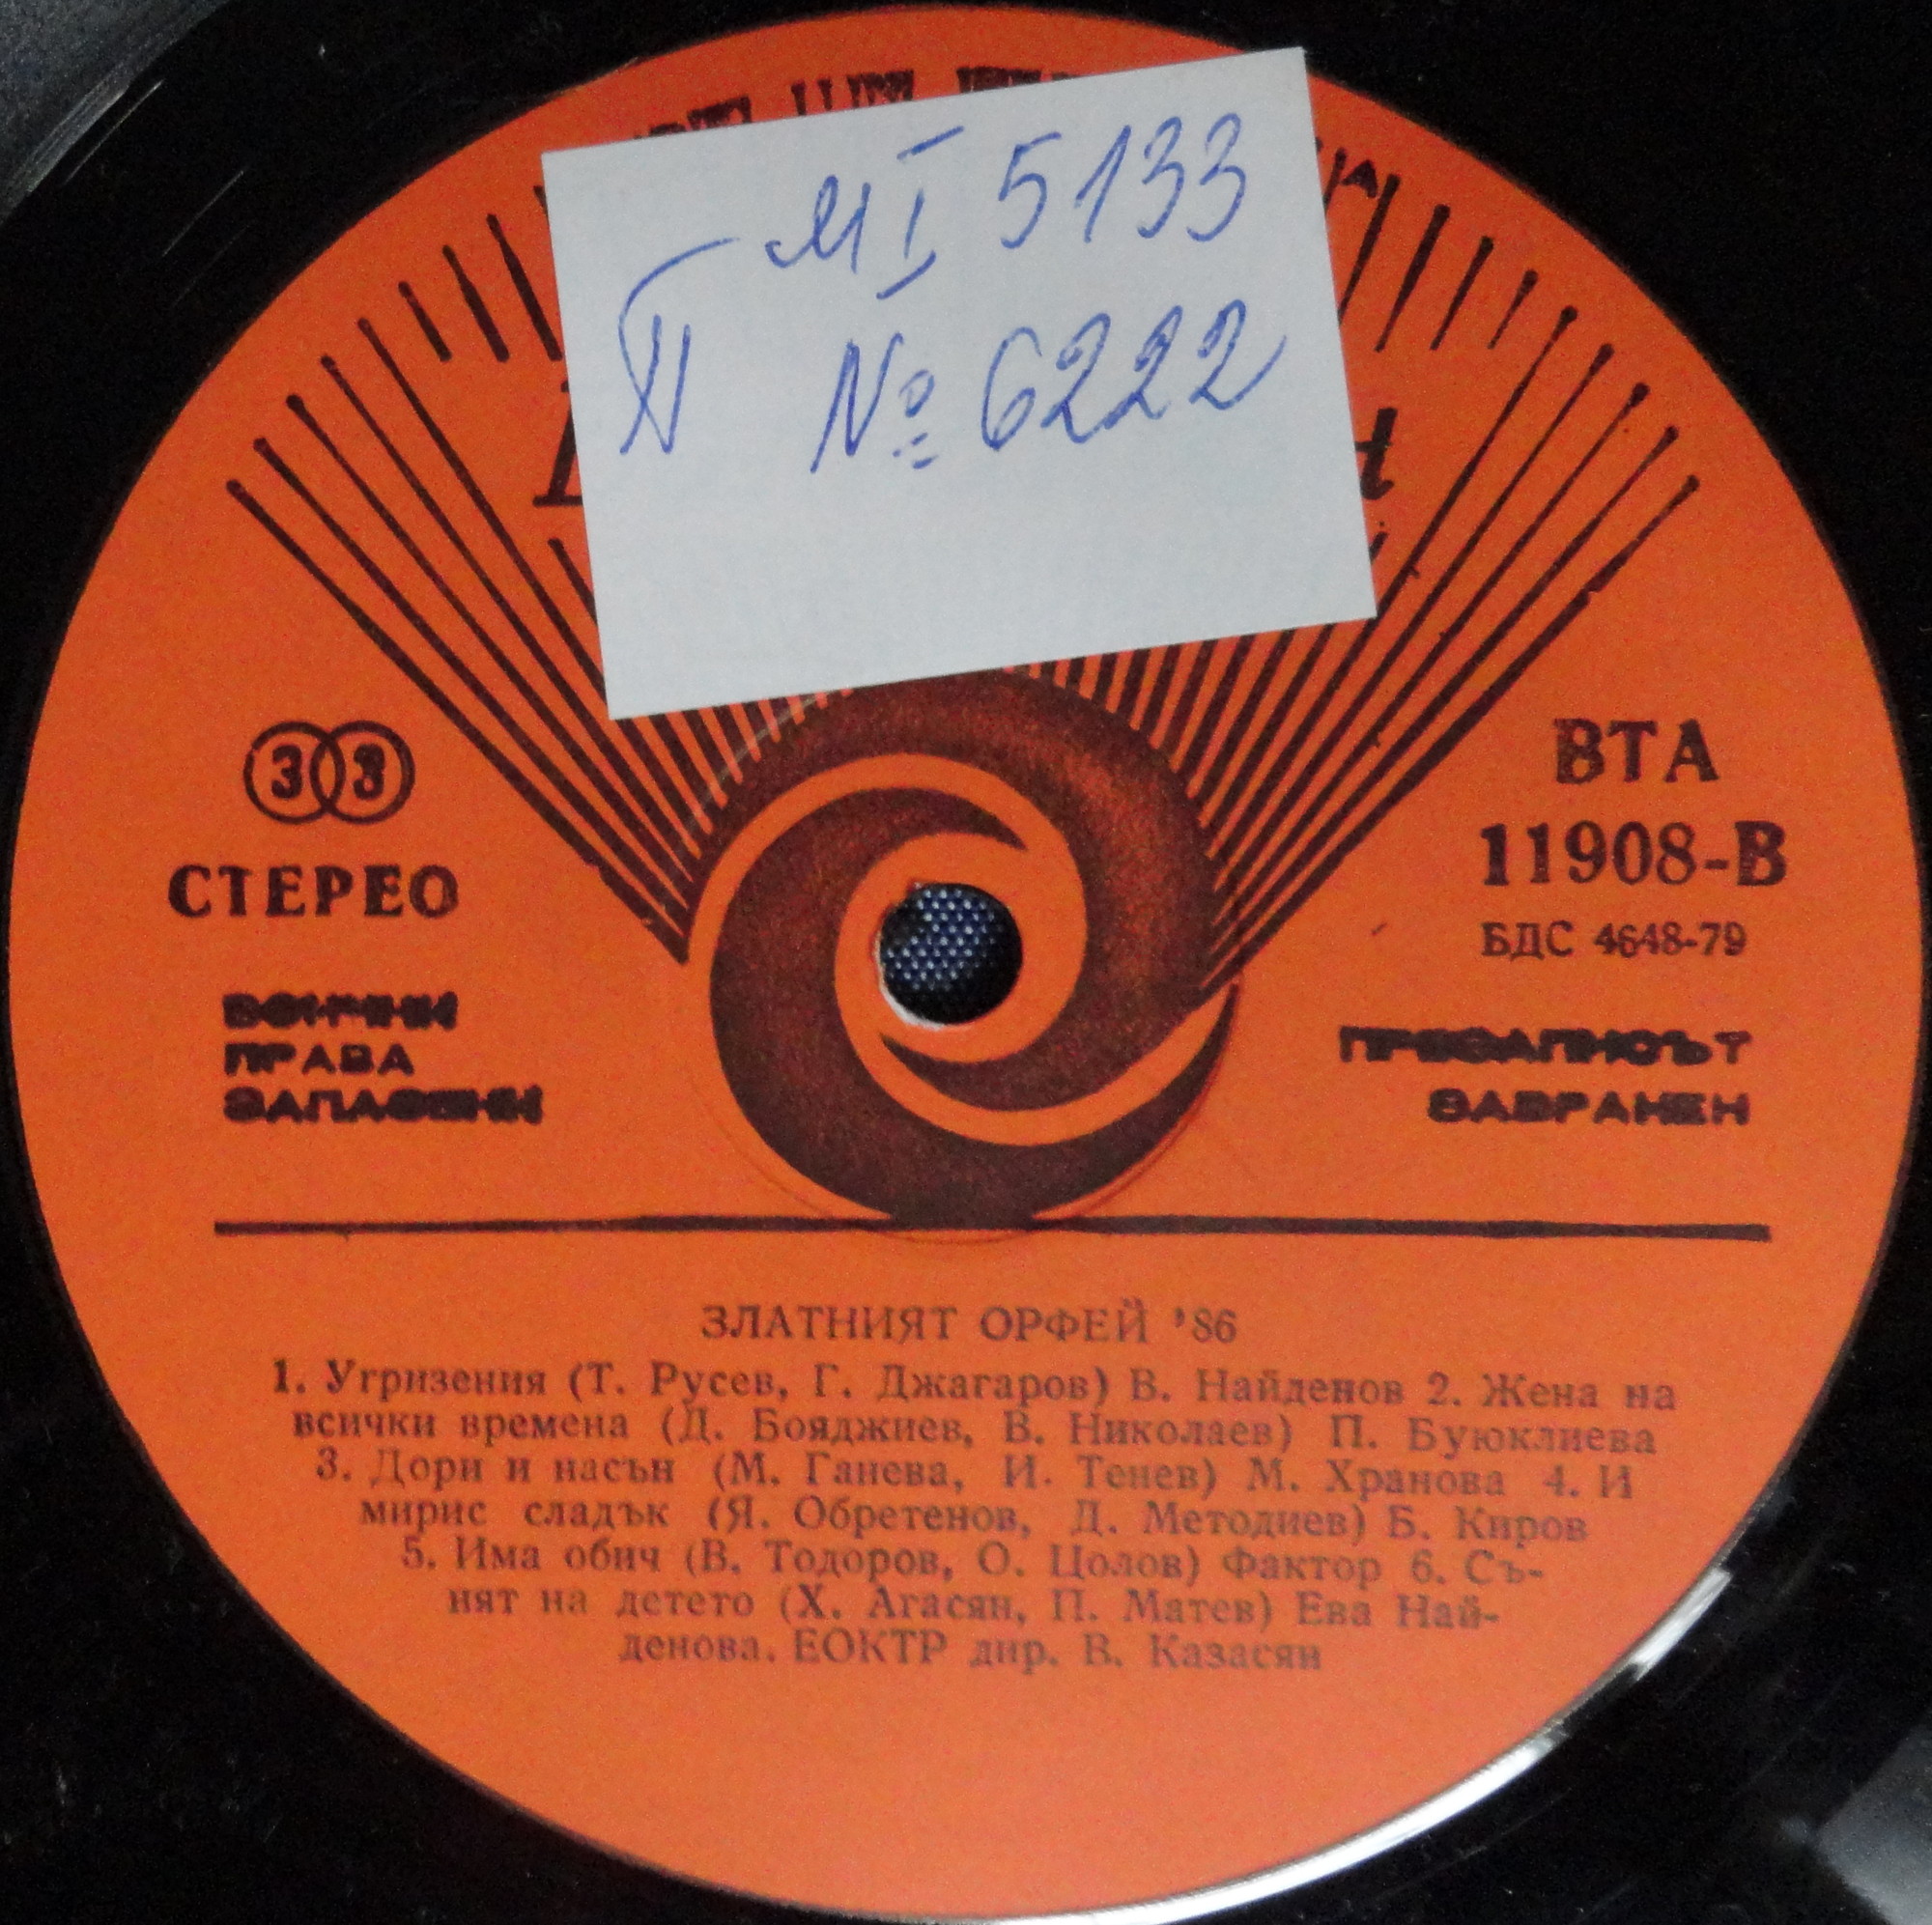 МІ 5133
II № 6222
33
СТЕРЕО
ВСИЧКИ
ПРАВА
ЗАПАЗЕНИ
ВТА
11908-В
БДС 4648-79
ПРЕЗАПИСЪТ
ЗАБРАНЕН
ЗЛАТНИЯТ ОРФЕЙ '86
1. Угризения (Т. Русев, Г. Джагаров) В. Найденов 2. Жена на
всички времена (Д. Бояджиев, В. Николаев) П. Буюклиева
3. Дори и насън (М. Ганева, И. Тенев) М. Хранова 4. И
мирис сладък (Я. Обретенов, Д. Методиев) Б. Киров
5. Има обич (В. Тодоров, О. Цолов) Фактор 6. Съ-
нят на детето (Х. Агасян, П. Матев) Ева Най-
денова. ЕОКТР дир. В. Казасян